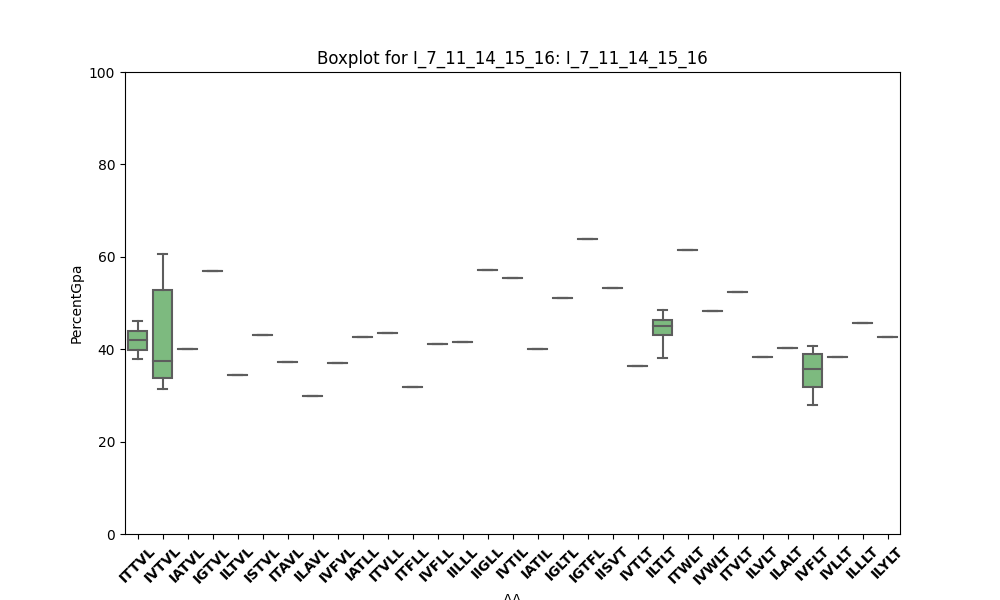 Boxplot for I_7_11_14_15_16: I_7_11_14_15_16
PercentGpa
100
80
60
40
20
0
ITTVL IVTVL IATVL IGTVL ILTVL ISTVL ITAVL ILAVL IVFVL IATLL ITVLL ITFLL IVFLL IILLL IIGLL IVTIL IATIL IGLTL IGTFL IISVT IVTLT ILTLT ITWLT IVWLT ITVLT ILVLT ILALT IVFLT IVLLT ILLLT ILYLT
AA